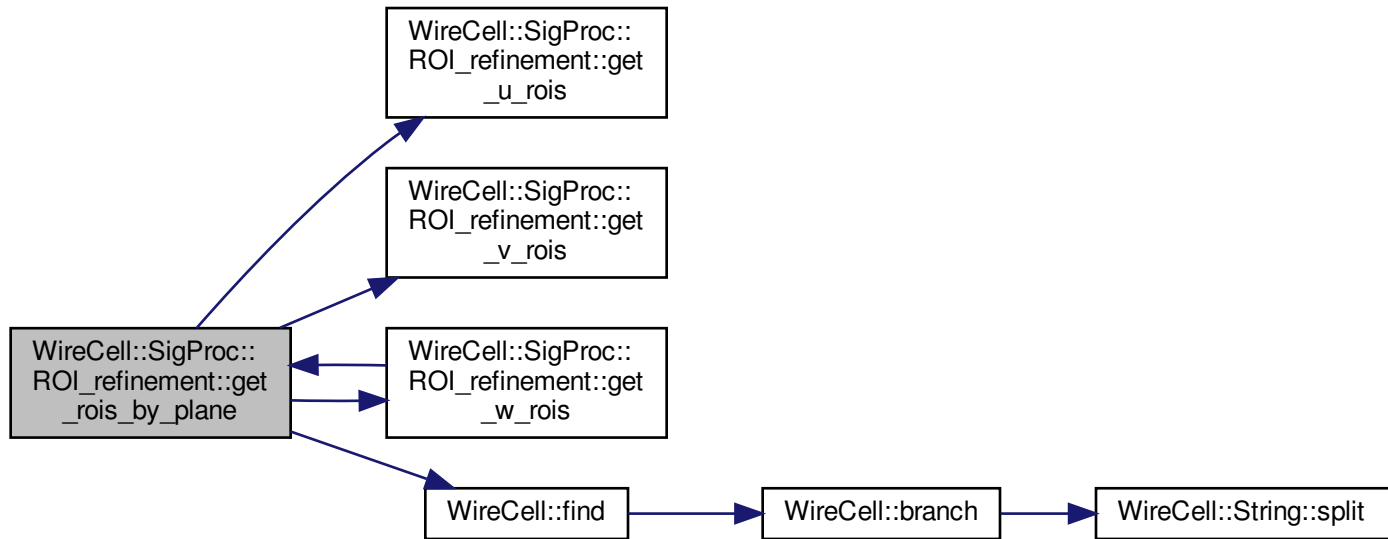 WireCell::SigProc::
ROI_refinement::get
_u_rois
WireCell::SigProc::
ROI_refinement::get
_v_rois
WireCell::SigProc::
ROI_refinement::get
_rois_by_plane
WireCell::SigProc::
ROI_refinement::get
_w_rois
WireCell::find
WireCell::branch
WireCell::String::split